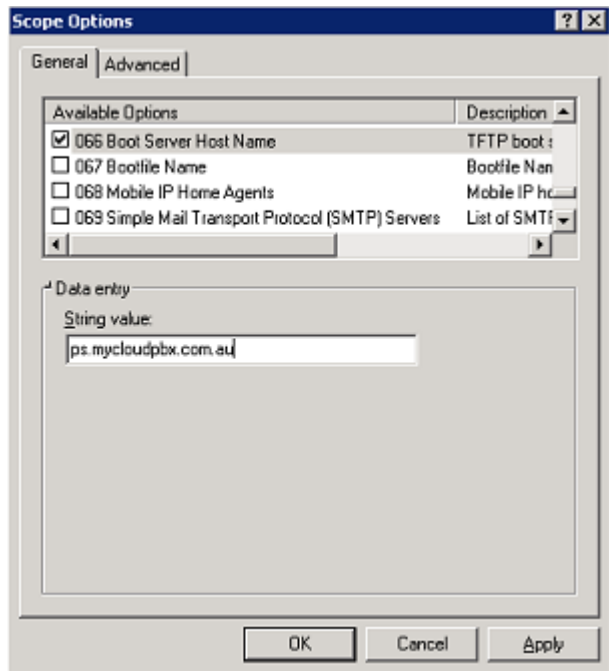 Scope Options
General Advanced
Available Options Description
066 Boot Server Host Name TFTP boot
067 Bootfile Name Bootfile Nan
068 Mobile IP Home Agents Mobile IP
069 Simple Mail Transport Protocol (SMTP) Servers List of SMTF
Data entry
String value:
ps.mycloudpbx.com.au
OK Cancel Apply